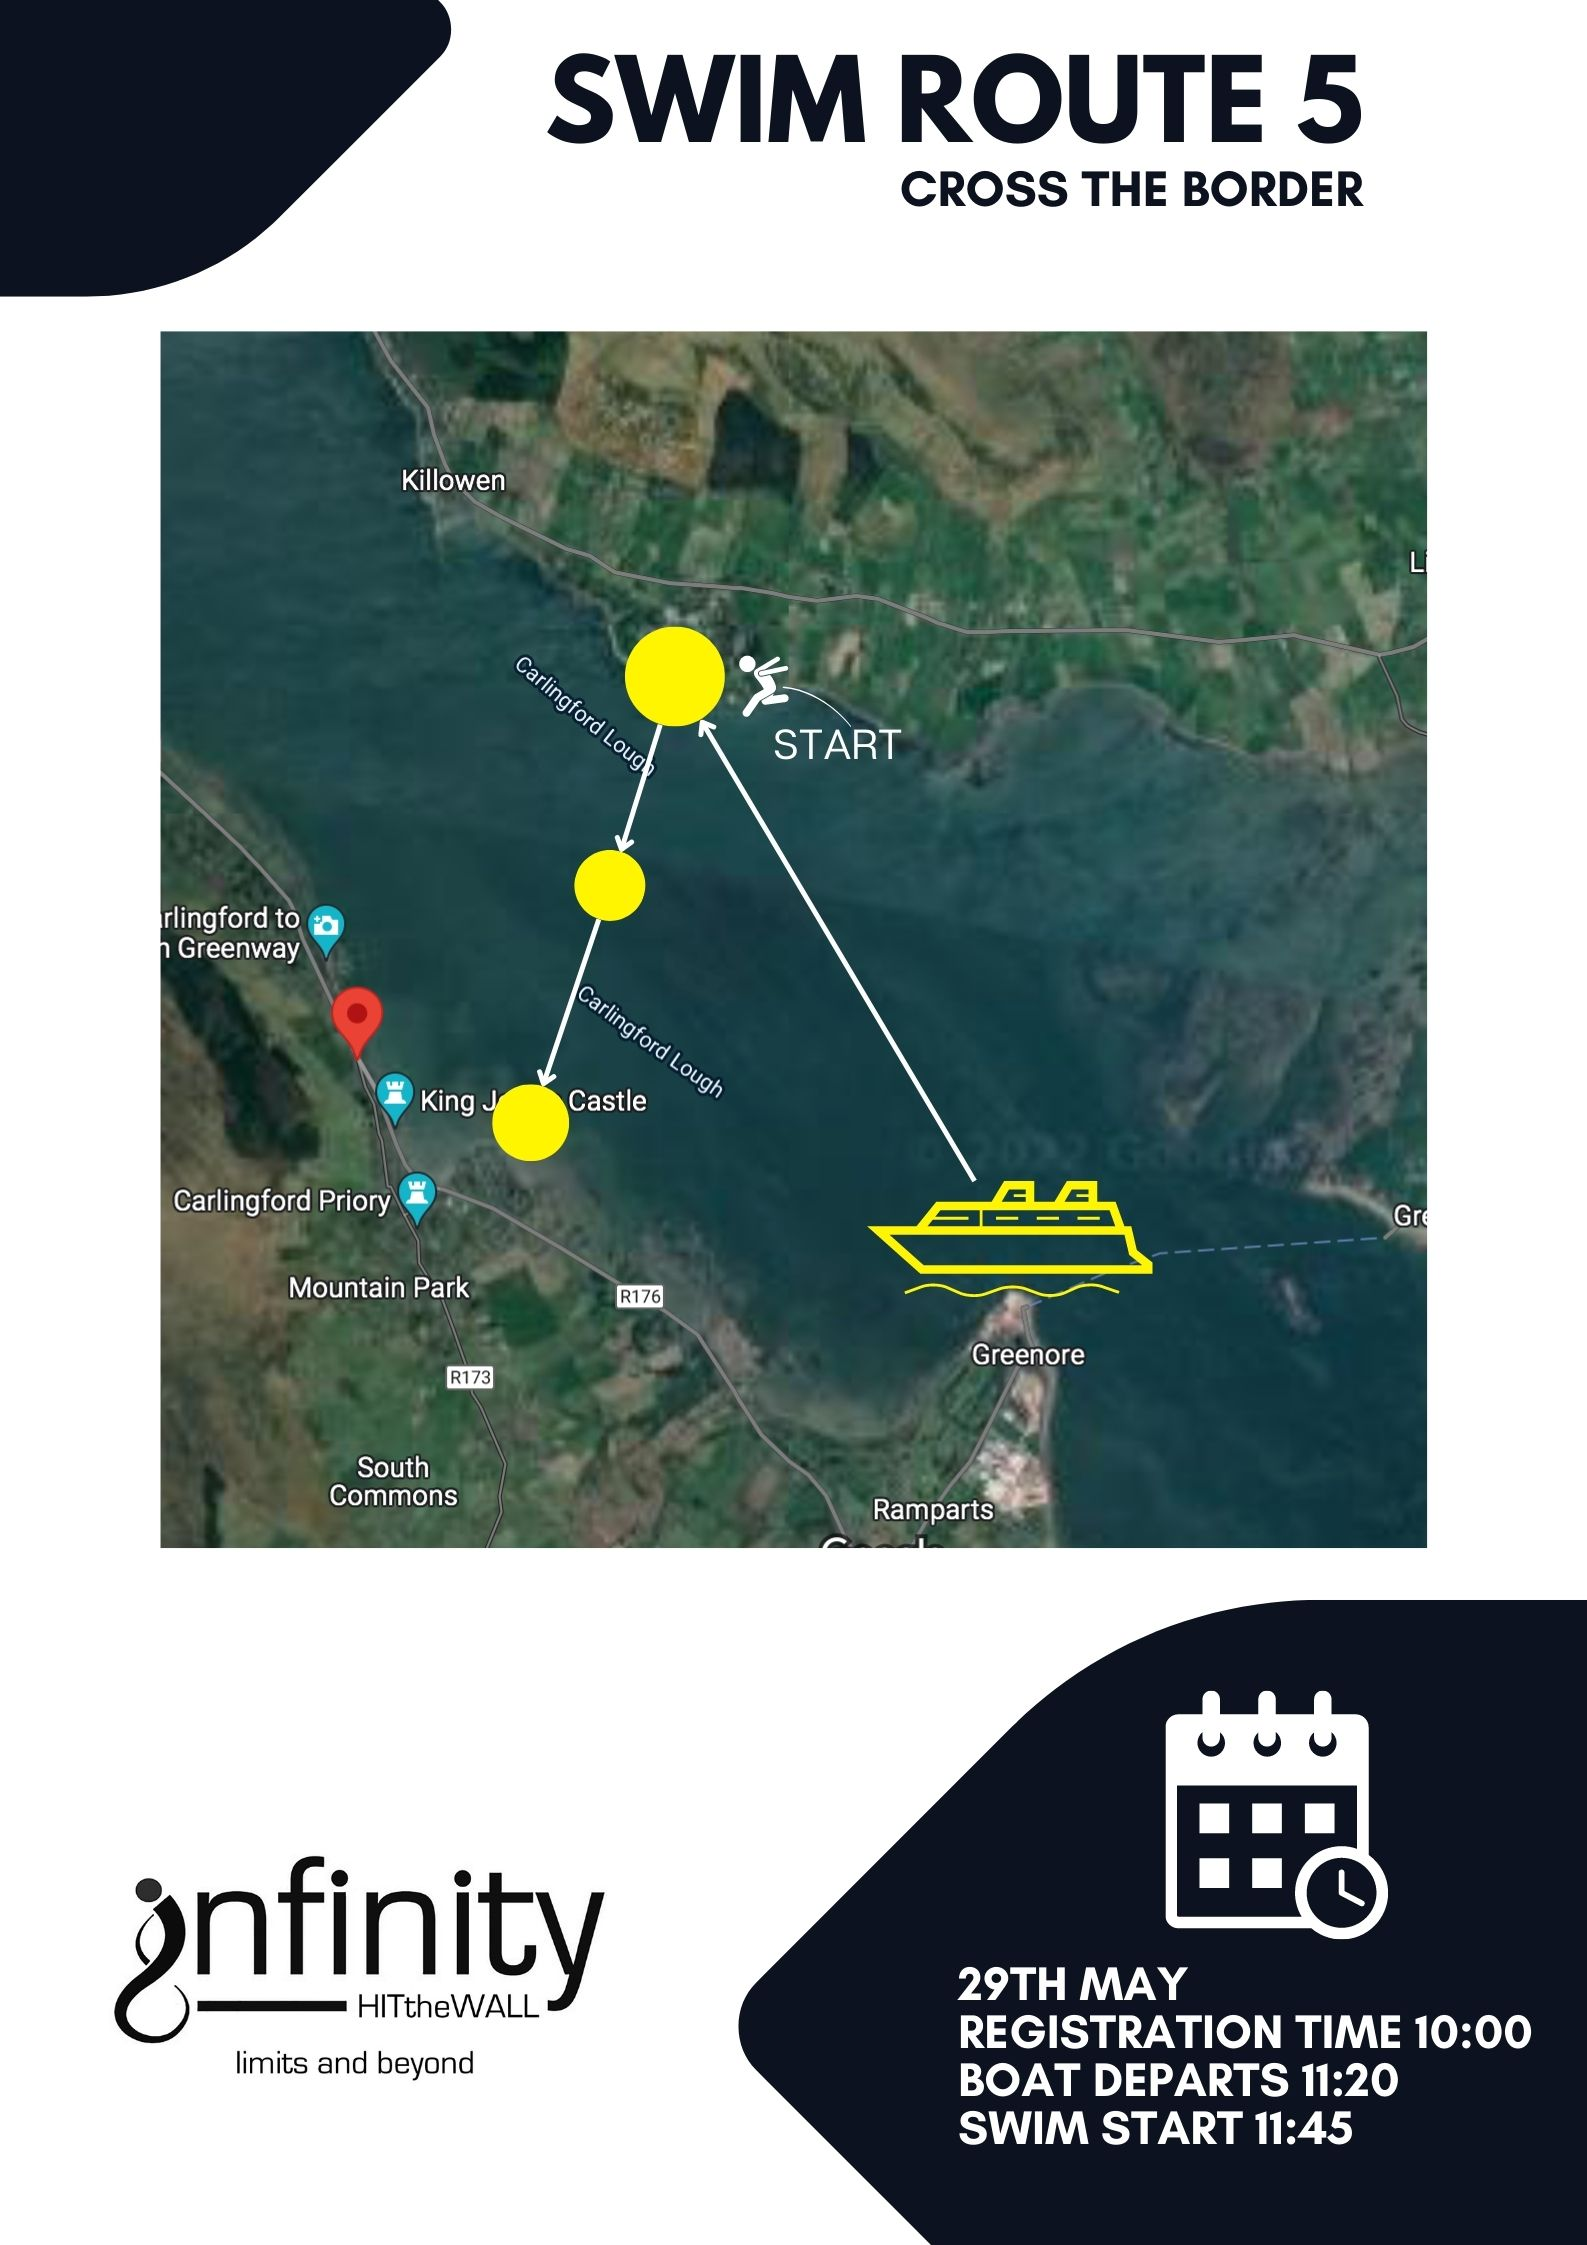 SWIM ROUTE 5
CROSS THE BORDER
Killowen
Li
Carlingford Lough
START
rlingford to
n Greenway
Carlingford Lough
King J Castle
Carlingford Priory
Gre
Mountain Park
R176
Greenore
R173
South
Commons
Ramparts
infinity
HITtheWALL
limits and beyond
29TH MAY
REGISTRATION TIME 10:00
BOAT DEPARTS 11:20
SWIM START 11:45